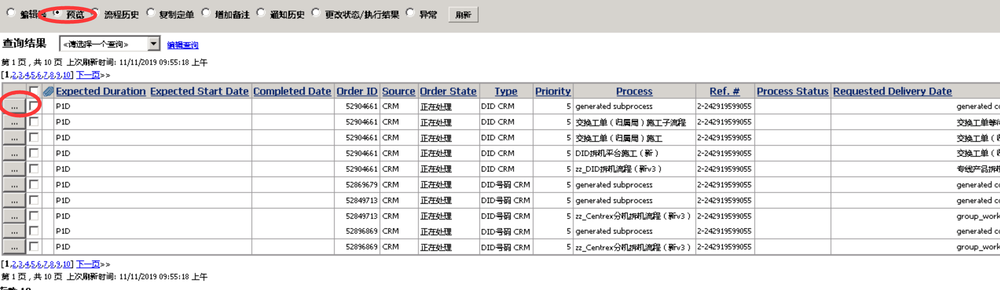 编辑器 预览 流程历史 复制定单 增加备注 通知历史 更改状态/执行结果 异常 刷新
查询结果 <请选择一个查询> 编辑查询
第 1 页 , 共 10 页 上次刷新时间: 11/11/2019 09:55:18 上午
[1,2,3,4,5,6,7,8,9,10] 下一页>>
Expected Duration Expected Start Date Completed Date Order ID Source Order State Type Priority Process Ref. # Process Status Requested Delivery Date
... P1D 52904661 CRM 正在处理 DID CRM 5 generated subprocess 2-242919599055 generated
... P1D 52904661 CRM 正在处理 DID CRM 5 交换工单（归属局）施工子流程 2-242919599055 交换工单等
... P1D 52904661 CRM 正在处理 DID CRM 5 交换工单（归属局）施工 2-242919599055 交换工单（
... P1D 52904661 CRM 正在处理 DID CRM 5 DID拆机平台施工（新） 2-242919599055 交换工单（
... P1D 52904661 CRM 正在处理 DID CRM 5 zz_DID拆机流程（新v3） 2-242919599055 专线产品拆
... P1D 52869679 CRM 正在处理 DID号码 CRM 5 generated subprocess 2-242919599055 generated
... P1D 52849713 CRM 正在处理 DID号码 CRM 5 generated subprocess 2-242919599055 generated
... P1D 52849713 CRM 正在处理 DID号码 CRM 5 zz_Centrex分机拆机流程（新v3） 2-242919599055 group_work
... P1D 52896869 CRM 正在处理 DID号码 CRM 5 generated subprocess 2-242919599055 generated
... P1D 52896869 CRM 正在处理 DID号码 CRM 5 zz_Centrex分机拆机流程（新v3） 2-242919599055 group_work
[1,2,3,4,5,6,7,8,9,10] 下一页>>
第 1 页 , 共 10 页 上次刷新时间: 11/11/2019 09:55:18 上午